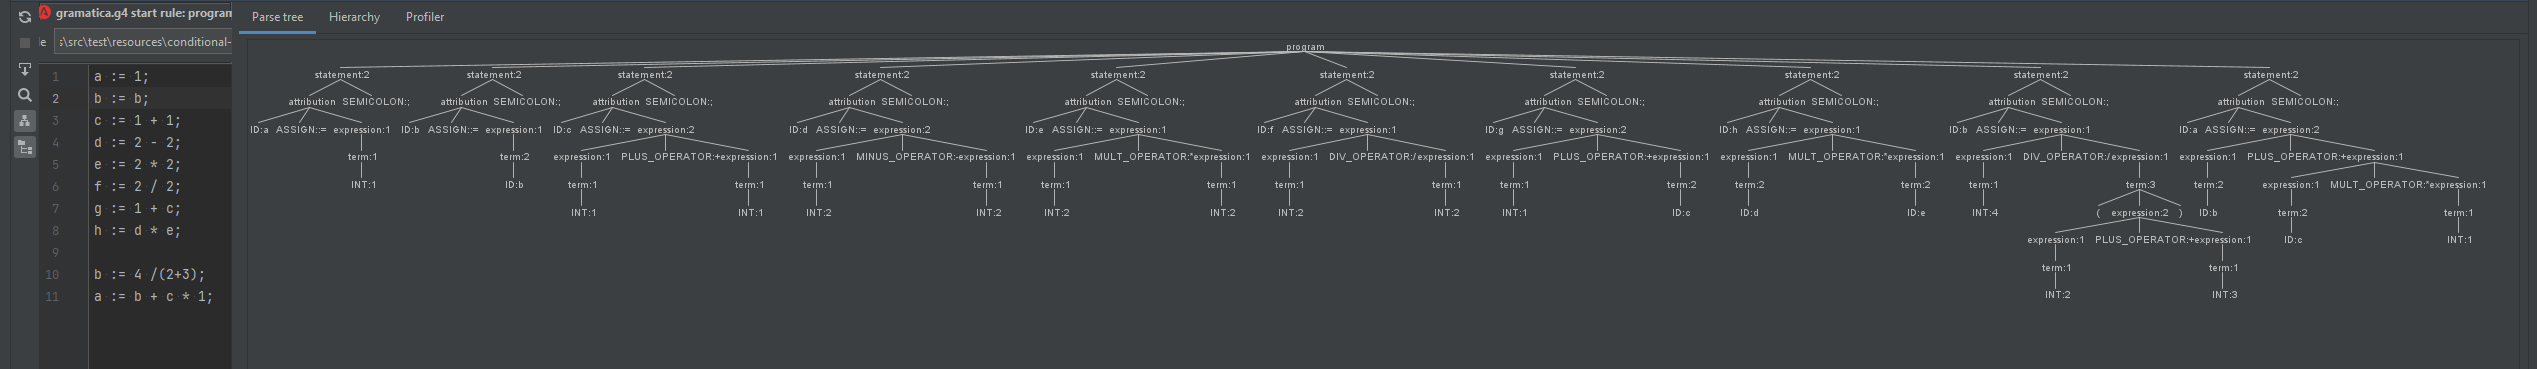 gramatica.g4 start rule: program
Parse tree Hierarchy Profiler
le s\src\test\resources\conditional-
1 a := 1;
2 b := b;
3 c := 1 + 1;
4 d := 2 - 2;
5 e := 2 * 2;
6 f := 2 / 2;
7 g := 1 + c;
8 h := d * e;
9
10 b := 4 /(2+3);
11 a := b + c * 1;
program
statement:2 statement:2 statement:2 statement:2 statement:2 statement:2 statement:2 statement:2 statement:2 statement:2
attribution SEMICOLON:; attribution SEMICOLON:; attribution SEMICOLON:; attribution SEMICOLON:; attribution SEMICOLON:; attribution SEMICOLON:; attribution SEMICOLON:; attribution SEMICOLON:; attribution SEMICOLON:; attribution SEMICOLON:;
ID:a ASSIGN::= expression:1 ID:b ASSIGN::= expression:1 ID:c ASSIGN::= expression:2 ID:d ASSIGN::= expression:2 ID:e ASSIGN::= expression:1 ID:f ASSIGN::= expression:1 ID:g ASSIGN::= expression:2 ID:h ASSIGN::= expression:1 ID:b ASSIGN::= expression:1 ID:a ASSIGN::= expression:2
term:1 term:2 expression:1 PLUS_OPERATOR:+ expression:1 expression:1 MINUS_OPERATOR:- expression:1 expression:1 MULT_OPERATOR:* expression:1 expression:1 DIV_OPERATOR:/ expression:1 expression:1 PLUS_OPERATOR:+ expression:1 expression:1 MULT_OPERATOR:* expression:1 expression:1 DIV_OPERATOR:/ expression:1 expression:1 PLUS_OPERATOR:+ expression:1
INT:1 ID:b term:1 term:1 term:1 term:1 term:1 term:1 term:1 term:1 term:1 term:2 term:2 term:2 term:1 term:3 term:2 expression:1 MULT_OPERATOR:* expression:1
INT:1 INT:1 INT:2 INT:2 INT:2 INT:2 INT:2 INT:2 INT:1 ID:c ID:d ID:e INT:4 ( expression:2 ) ID:b term:2 term:1
expression:1 PLUS_OPERATOR:+ expression:1 ID:c INT:1
term:1 term:1
INT:2 INT:3